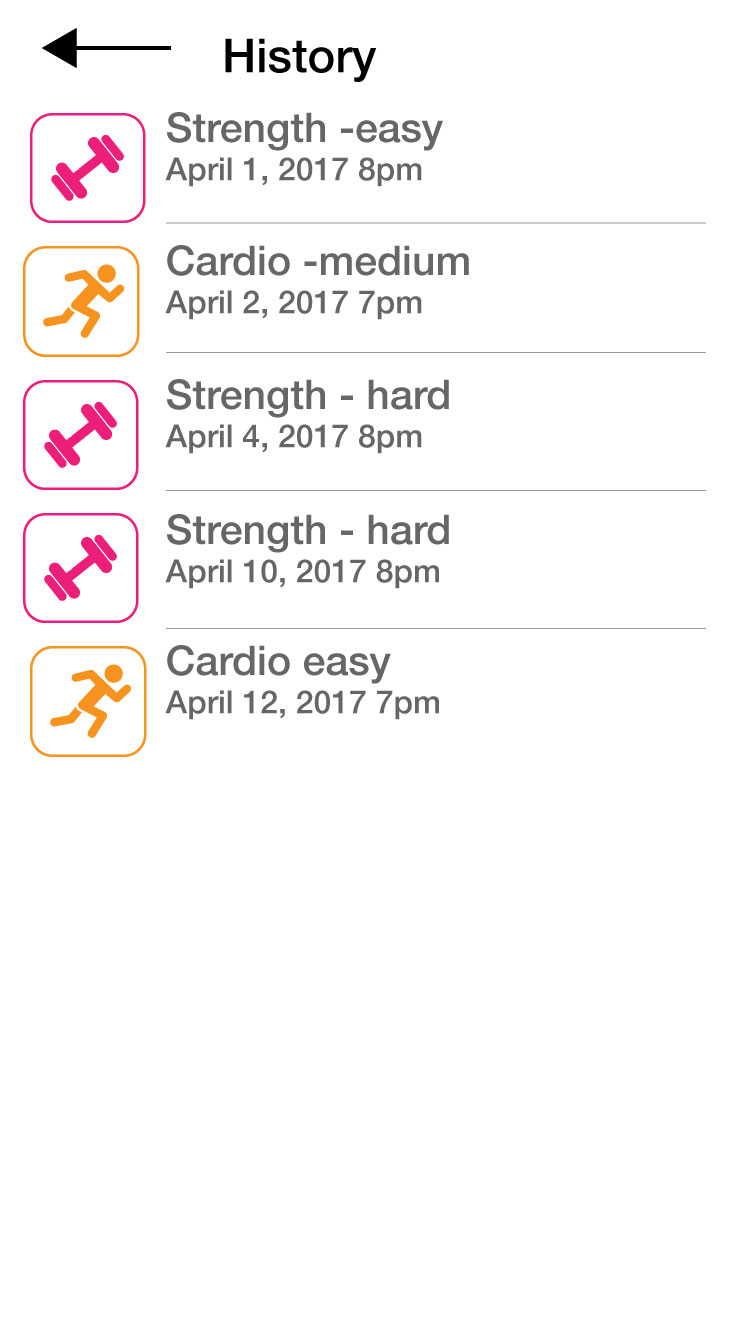 History
Strength -easy
April 1, 2017 8pm
Cardio -medium
April 2, 2017 7pm
Strength - hard
April 4, 2017 8pm
Strength - hard
April 10, 2017 8pm
Cardio easy
April 12, 2017 7pm